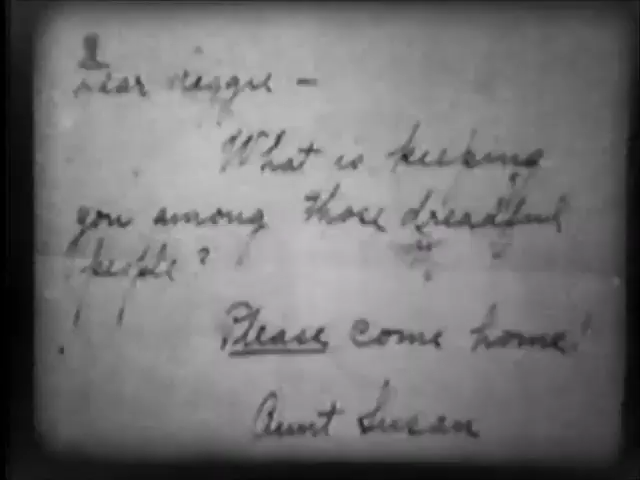 Dear Reggie —
What is keeping
you among those dreadful
people?
Please come home!
Aunt Susan